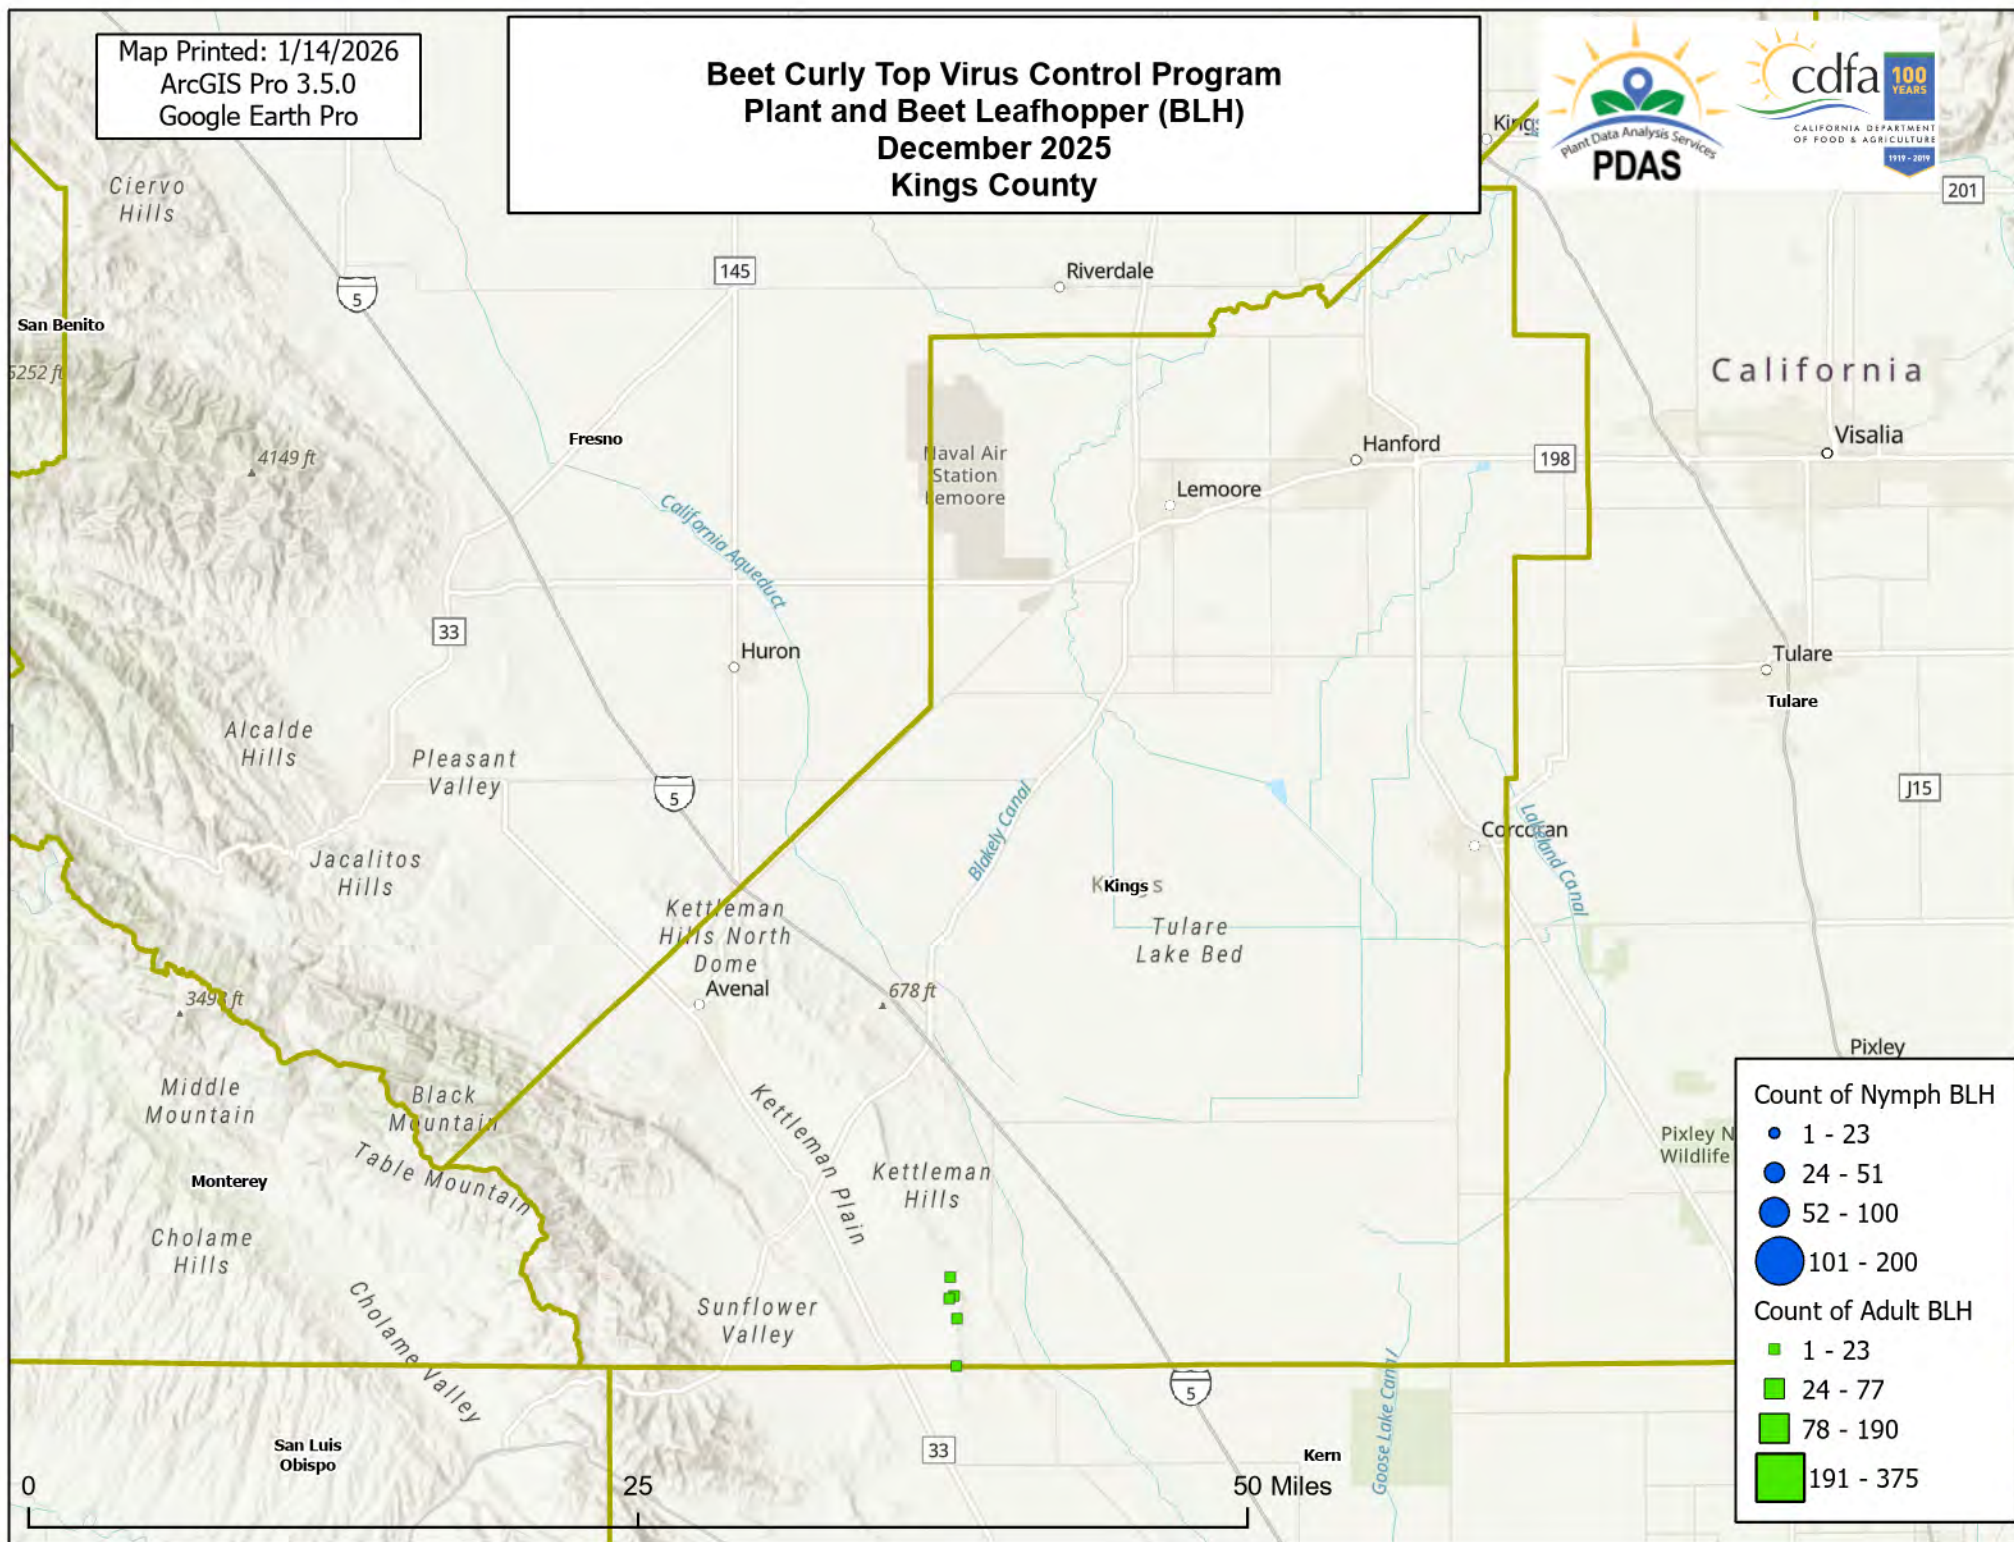 Map Printed: 1/14/2026
ArcGIS Pro 3.5.0
Google Earth Pro
Beet Curly Top Virus Control Program
Plant and Beet Leafhopper (BLH)
December 2025
Kings County
Plant Data Analysis Services
PDAS
cdfa
100
YEARS
CALIFORNIA DEPARTMENT
OF FOOD & AGRICULTURE
1919 - 2019
201
Ciervo
Hills
5
145
Riverdale
San Benito
5252 ft
California
4149 ft
Fresno
Naval Air
Station
Lemoore
Hanford
198
Visalia
Lemoore
California Aqueduct
33
Huron
Tulare
Tulare
Alcalde
Hills
Pleasant
Valley
5
J15
Blakely Canal
Corcoran
Lakeland Canal
Jacalitos
Hills
Kings
Kettleman
Hills North
Dome
Tulare
Lake Bed
Avenal
678 ft
3493 ft
Pixley
Middle
Mountain
Black
Mountain
Kettleman Plain
Pixley N
Wildlife
Table Mountain
Monterey
Kettleman
Hills
Cholame
Hills
Cholame Valley
Sunflower
Valley
5
Goose Lake Canal
33
San Luis
Obispo
Kern
Count of Nymph BLH
1 - 23
24 - 51
52 - 100
101 - 200
Count of Adult BLH
1 - 23
24 - 77
78 - 190
191 - 375
0
25
50 Miles